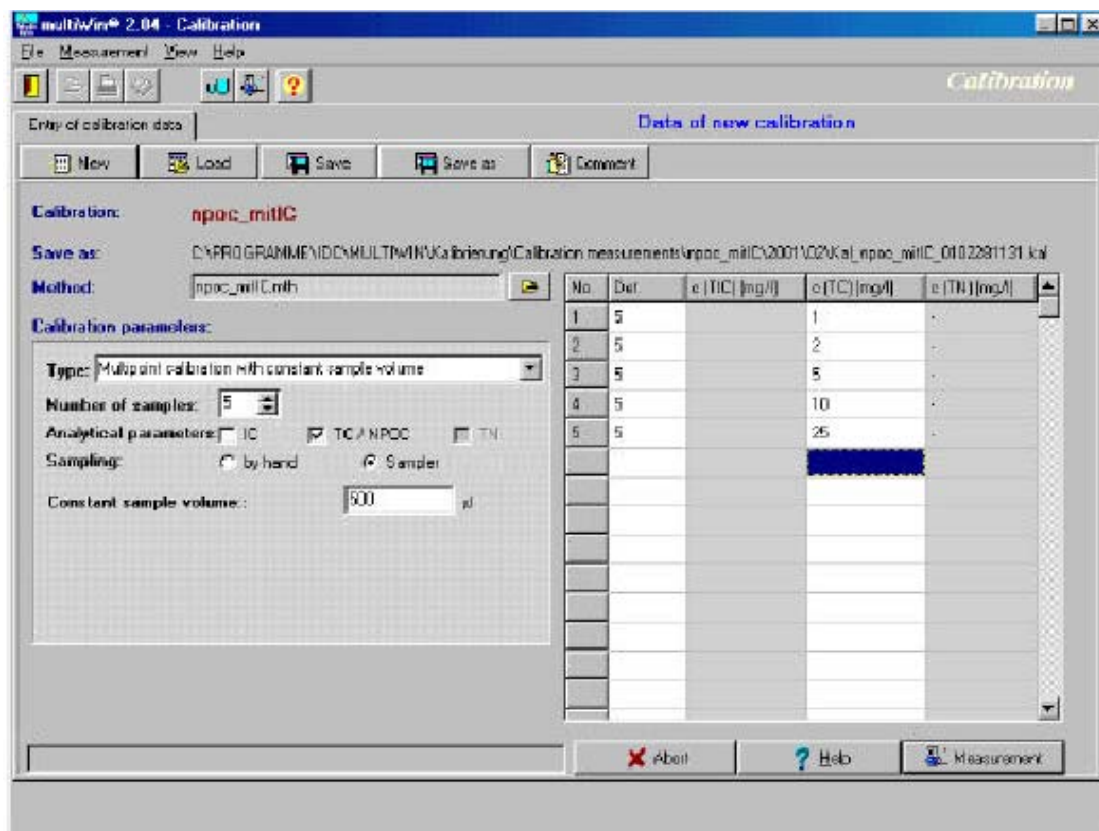 multiWin® 2.04 - Calibration
File Measurement View Help
Calibration
Entry of calibration data
Data of new calibration
New Load Save Save as Comment
Calibration: npoc_mitIC
Save as: C:\PROGRAMME\IDC\MULTIWIN\Kalibrierung\Calibration measurements\npoc_mitIC\2001\02\Kal_npoc_mitIC_0102281131.kal
Method: npoc_mitIC.mth
Calibration parameters:
Type: Multipoint calibration with constant sample volume
Number of samples: 5
Analytical parameters: IC TC / NPOC TN
Sampling: by hand Sampler
Constant sample volume:: 500 µl
No. Det. c (TIC) [mg/l] c (TC) [mg/l] c (TN) [mg/l]
1 5 1 -
2 5 2 -
3 5 5 -
4 5 10 -
5 5 25 -
Abort Help Measurement